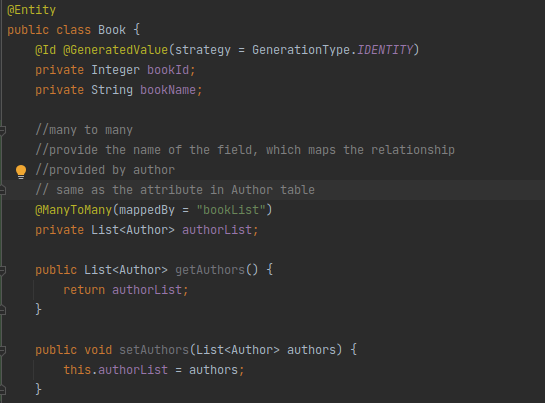 @Entity
public class Book {
@Id @GeneratedValue(strategy = GenerationType.IDENTITY)
private Integer bookId;
private String bookName;
//many to many
//provide the name of the field, which maps the relationship
//provided by author
// same as the attribute in Author table
@ManyToMany(mappedBy = "bookList")
private List<Author> authorList;
public List<Author> getAuthors() {
return authorList;
}
public void setAuthors(List<Author> authors) {
this.authorList = authors;
}